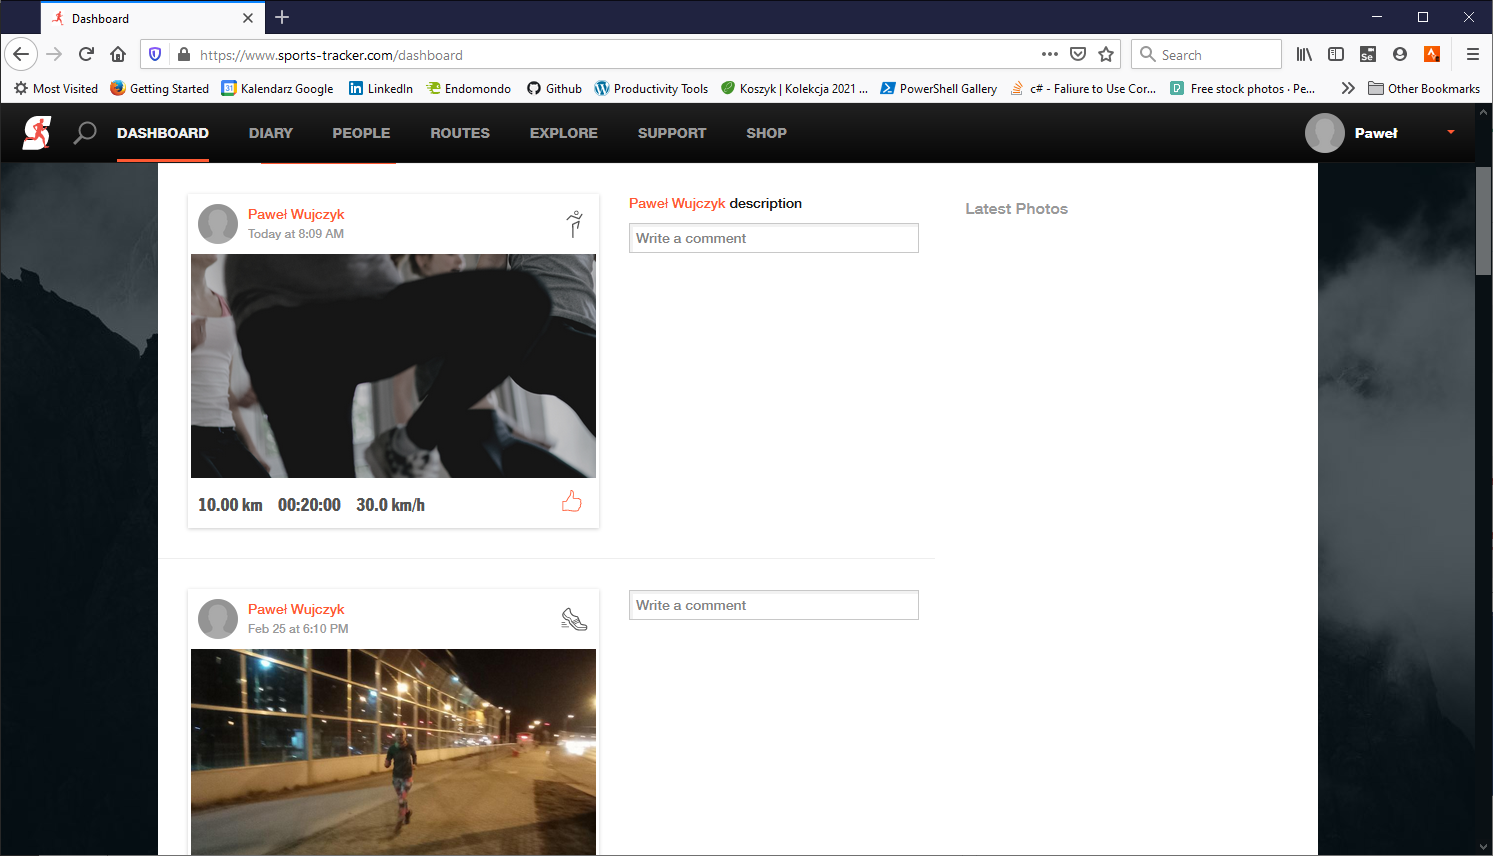 Dashboard
https://www.sports-tracker.com/dashboard
Search
Most Visited
Getting Started
Kalendarz Google
LinkedIn
Endomondo
Github
Productivity Tools
Koszyk | Kolekcja 2021 ...
PowerShell Gallery
c# - Faliure to Use Cor...
Free stock photos · Pe...
Other Bookmarks
DASHBOARD
DIARY
PEOPLE
ROUTES
EXPLORE
SUPPORT
SHOP
Paweł
Paweł Wujczyk
Today at 8:09 AM
10.00 km 00:20:00 30.0 km/h
Paweł Wujczyk description
Write a comment
Latest Photos
Paweł Wujczyk
Feb 25 at 6:10 PM
Write a comment